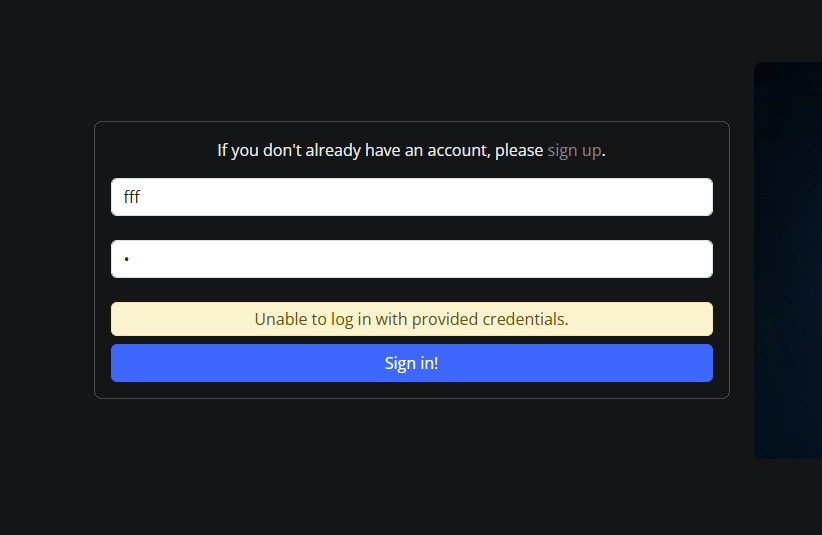 If you don't already have an account, please sign up.
fff
•
Unable to log in with provided credentials.
Sign in!